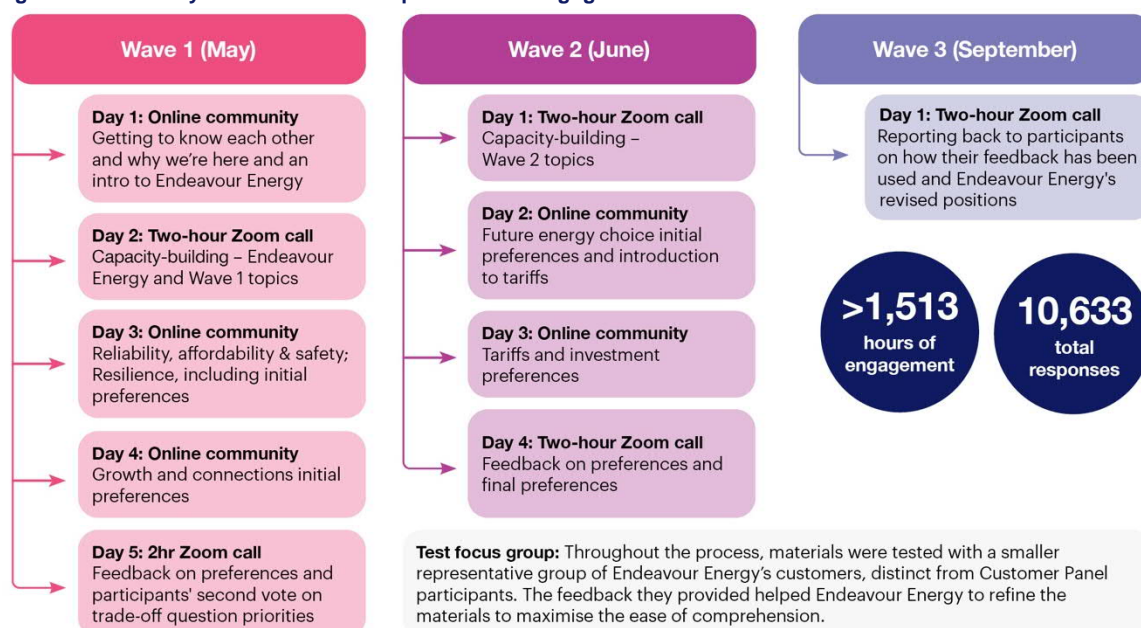 Wave 1 (May)
Day 1: Online community
Getting to know each other
and why we're here and an
intro to Endeavour Energy
Day 2: Two-hour Zoom call
Capacity-building – Endeavour
Energy and Wave 1 topics
Day 3: Online community
Reliability, affordability & safety;
Resilience, including initial
preferences
Day 4: Online community
Growth and connections initial
preferences
Day 5: 2hr Zoom call
Feedback on preferences and
participants' second vote on
trade-off question priorities
Wave 2 (June)
Day 1: Two-hour Zoom call
Capacity-building –
Wave 2 topics
Day 2: Online community
Future energy choice initial
preferences and introduction
to tariffs
Day 3: Online community
Tariffs and investment
preferences
Day 4: Two-hour Zoom call
Feedback on preferences and
final preferences
Wave 3 (September)
Day 1: Two-hour Zoom call
Reporting back to participants
on how their feedback has been
used and Endeavour Energy's
revised positions
>1,513
hours of
engagement
10,633
total
responses
Test focus group: Throughout the process, materials were tested with a smaller
representative group of Endeavour Energy's customers, distinct from Customer Panel
participants. The feedback they provided helped Endeavour Energy to refine the
materials to maximise the ease of comprehension.